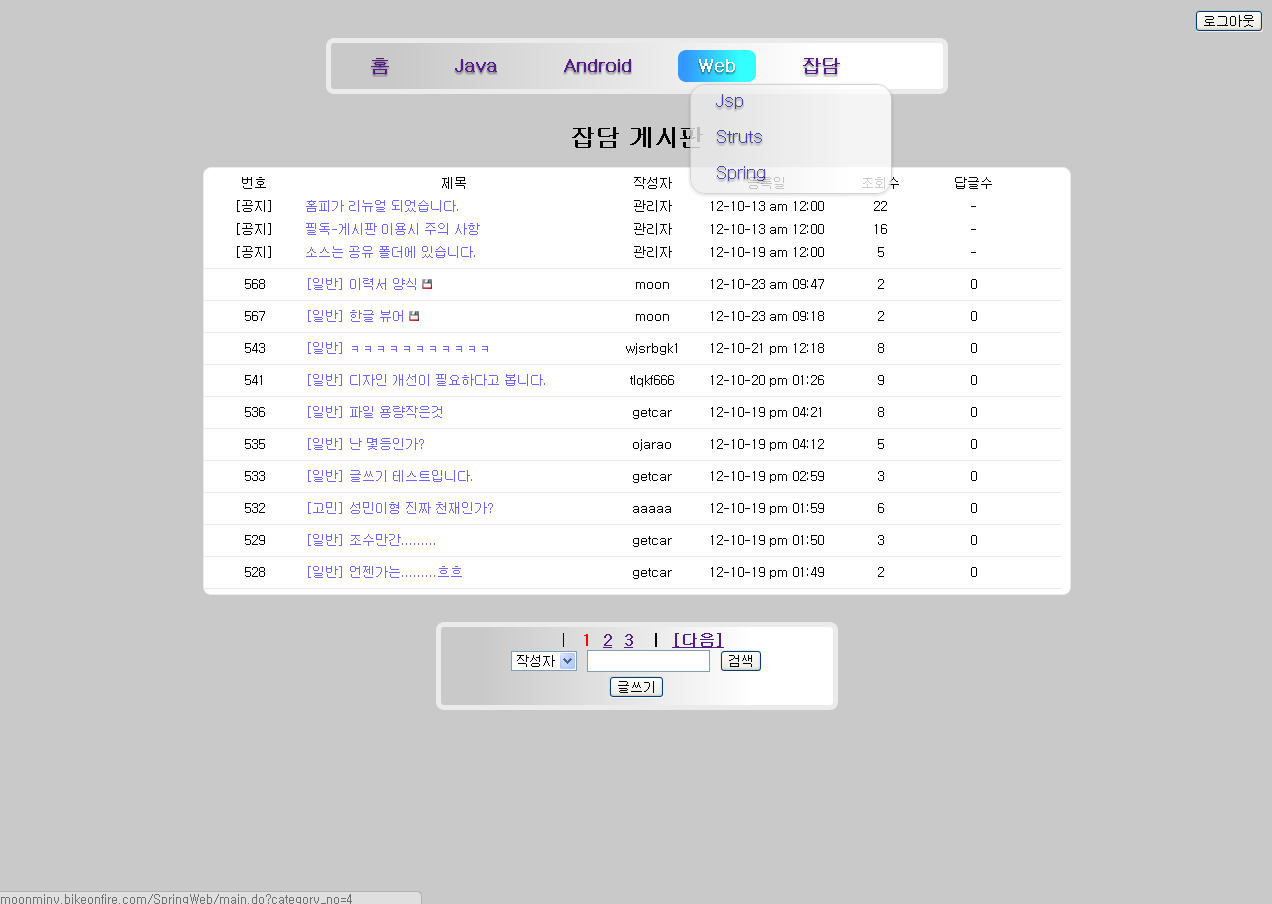 로그아웃
홈 Java Android Web 잡담
Jsp
Struts
Spring
잡담 게시판
번호 제목 작성자 등록일 조회수 답글수
[공지] 홈피가 리뉴얼 되었습니다. 관리자 12-10-13 am 12:00 22 -
[공지] 필독-게시판 이용시 주의 사항 관리자 12-10-13 am 12:00 16 -
[공지] 소스는 공유 폴더에 있습니다. 관리자 12-10-19 am 12:00 5 -
568 [일반] 이력서 양식 moon 12-10-23 am 09:47 2 0
567 [일반] 한글 뷰어 moon 12-10-23 am 09:18 2 0
543 [일반] ㅋㅋㅋㅋㅋㅋㅋㅋㅋㅋㅋ wjsrbgk1 12-10-21 pm 12:18 8 0
541 [일반] 디자인 개선이 필요하다고 봅니다. tlqkf666 12-10-20 pm 01:26 9 0
536 [일반] 파일 용량작은것 getcar 12-10-19 pm 04:21 8 0
535 [일반] 난 몇등인가? ojarao 12-10-19 pm 04:12 5 0
533 [일반] 글쓰기 테스트입니다. getcar 12-10-19 pm 02:59 3 0
532 [고민] 성민이형 진짜 천재인가? aaaaa 12-10-19 pm 01:59 6 0
529 [일반] 조수만간......... getcar 12-10-19 pm 01:50 3 0
528 [일반] 언젠가는.........흐흐 getcar 12-10-19 pm 01:49 2 0
| 1 2 3 | [다음]
작성자 검색
글쓰기
moonminv.bikeonfire.com/SpringWeb/main.do?category_no=4